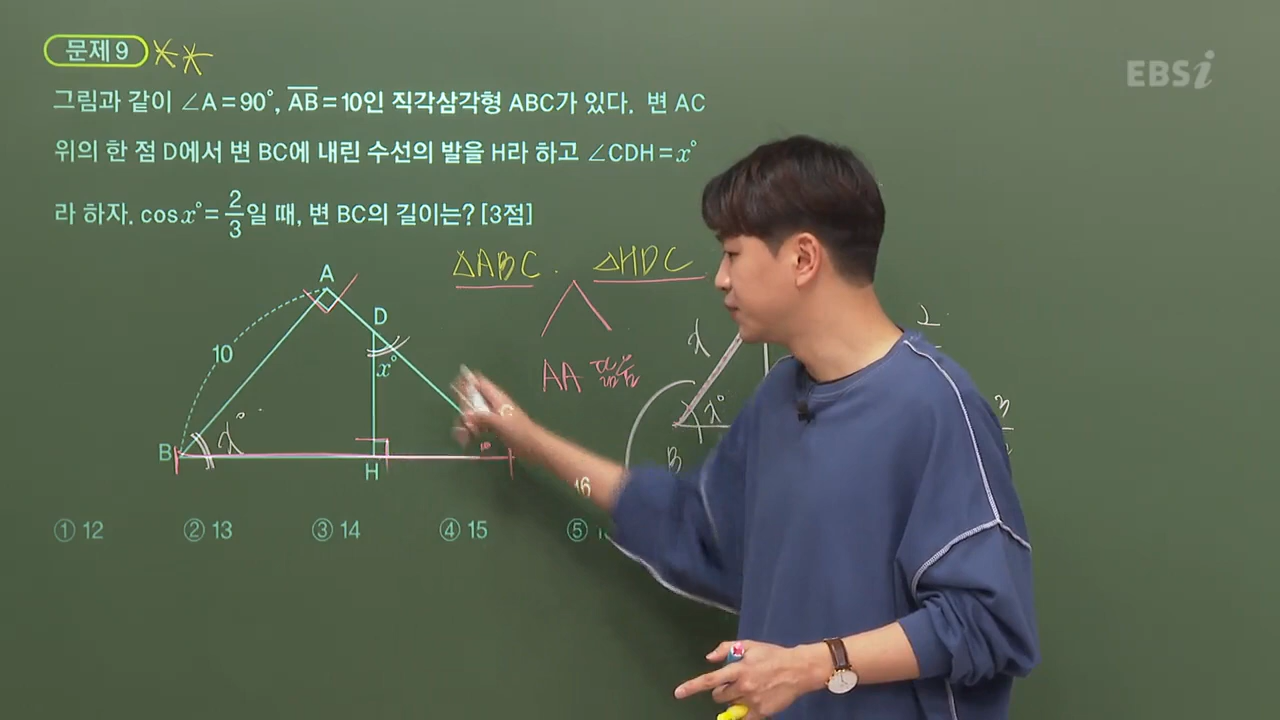 문제 9
EBSi
그림과 같이 ∠A=90°, AB=10인 직각삼각형 ABC가 있다. 변 AC
위의 한 점 D에서 변 BC에 내린 수선의 발을 H라 하고 ∠CDH=x°
라 하자. cos x°=2/3일 때, 변 BC의 길이는? [3점]
△ABC △HDC
A
D
10
x°
AA 닮음
x
2
x°
B
x°
C
H
B
3
16
① 12 ② 13 ③ 14 ④ 15 ⑤